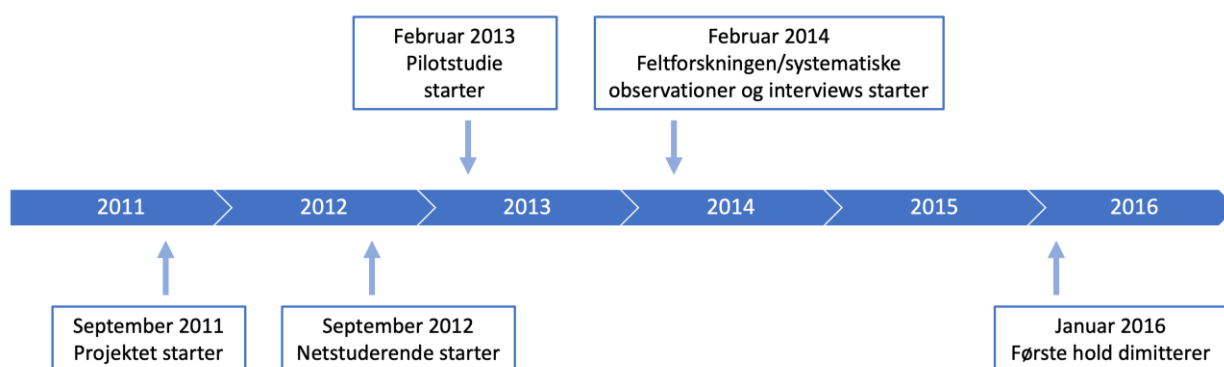 Februar 2013
Pilotstudie
starter
Februar 2014
Feltforskningen/systematiske
observationer og interviews starter
2011
2012
2013
2014
2015
2016
September 2011
Projektet starter
September 2012
Netstuderende starter
Januar 2016
Første hold dimitterer